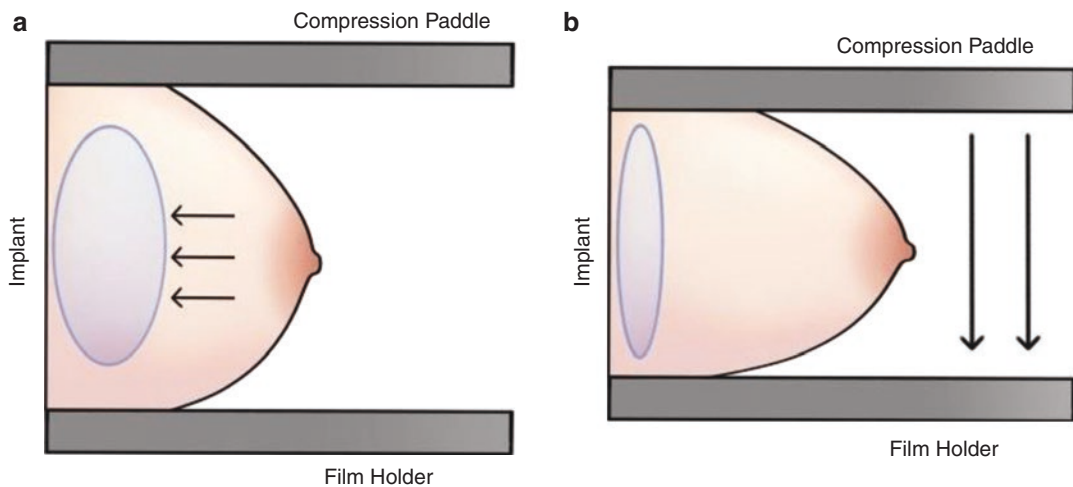 a
Compression Paddle
Implant
Film Holder
b
Compression Paddle
Implant
Film Holder